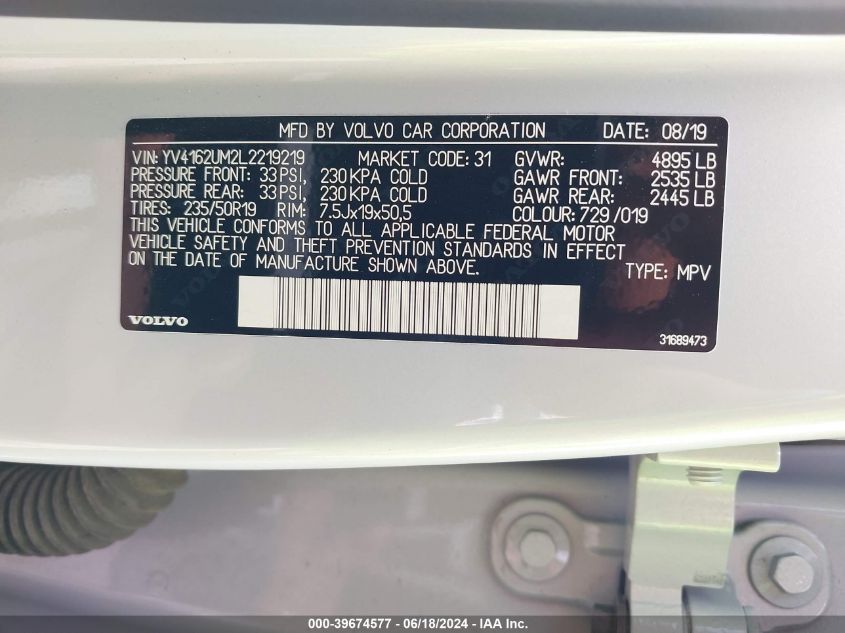 MFD BY VOLVO CAR CORPORATION DATE: 08/19
VIN: YV4162UM2L2219219 MARKET CODE: 31 GVWR: 4895 LB
PRESSURE FRONT: 33 PSI, 230 KPA COLD GAWR FRONT: 2535 LB
PRESSURE REAR: 33 PSI, 230 KPA COLD GAWR REAR: 2445 LB
TIRES: 235/50R19 RIM: 7.5Jx19x50,5 COLOUR: 729/019
THIS VEHICLE CONFORMS TO ALL APPLICABLE FEDERAL MOTOR
VEHICLE SAFETY AND THEFT PREVENTION STANDARDS IN EFFECT
ON THE DATE OF MANUFACTURE SHOWN ABOVE. TYPE: MPV
VOLVO 31689473
000-39674577 - 06/18/2024 - IAA Inc.